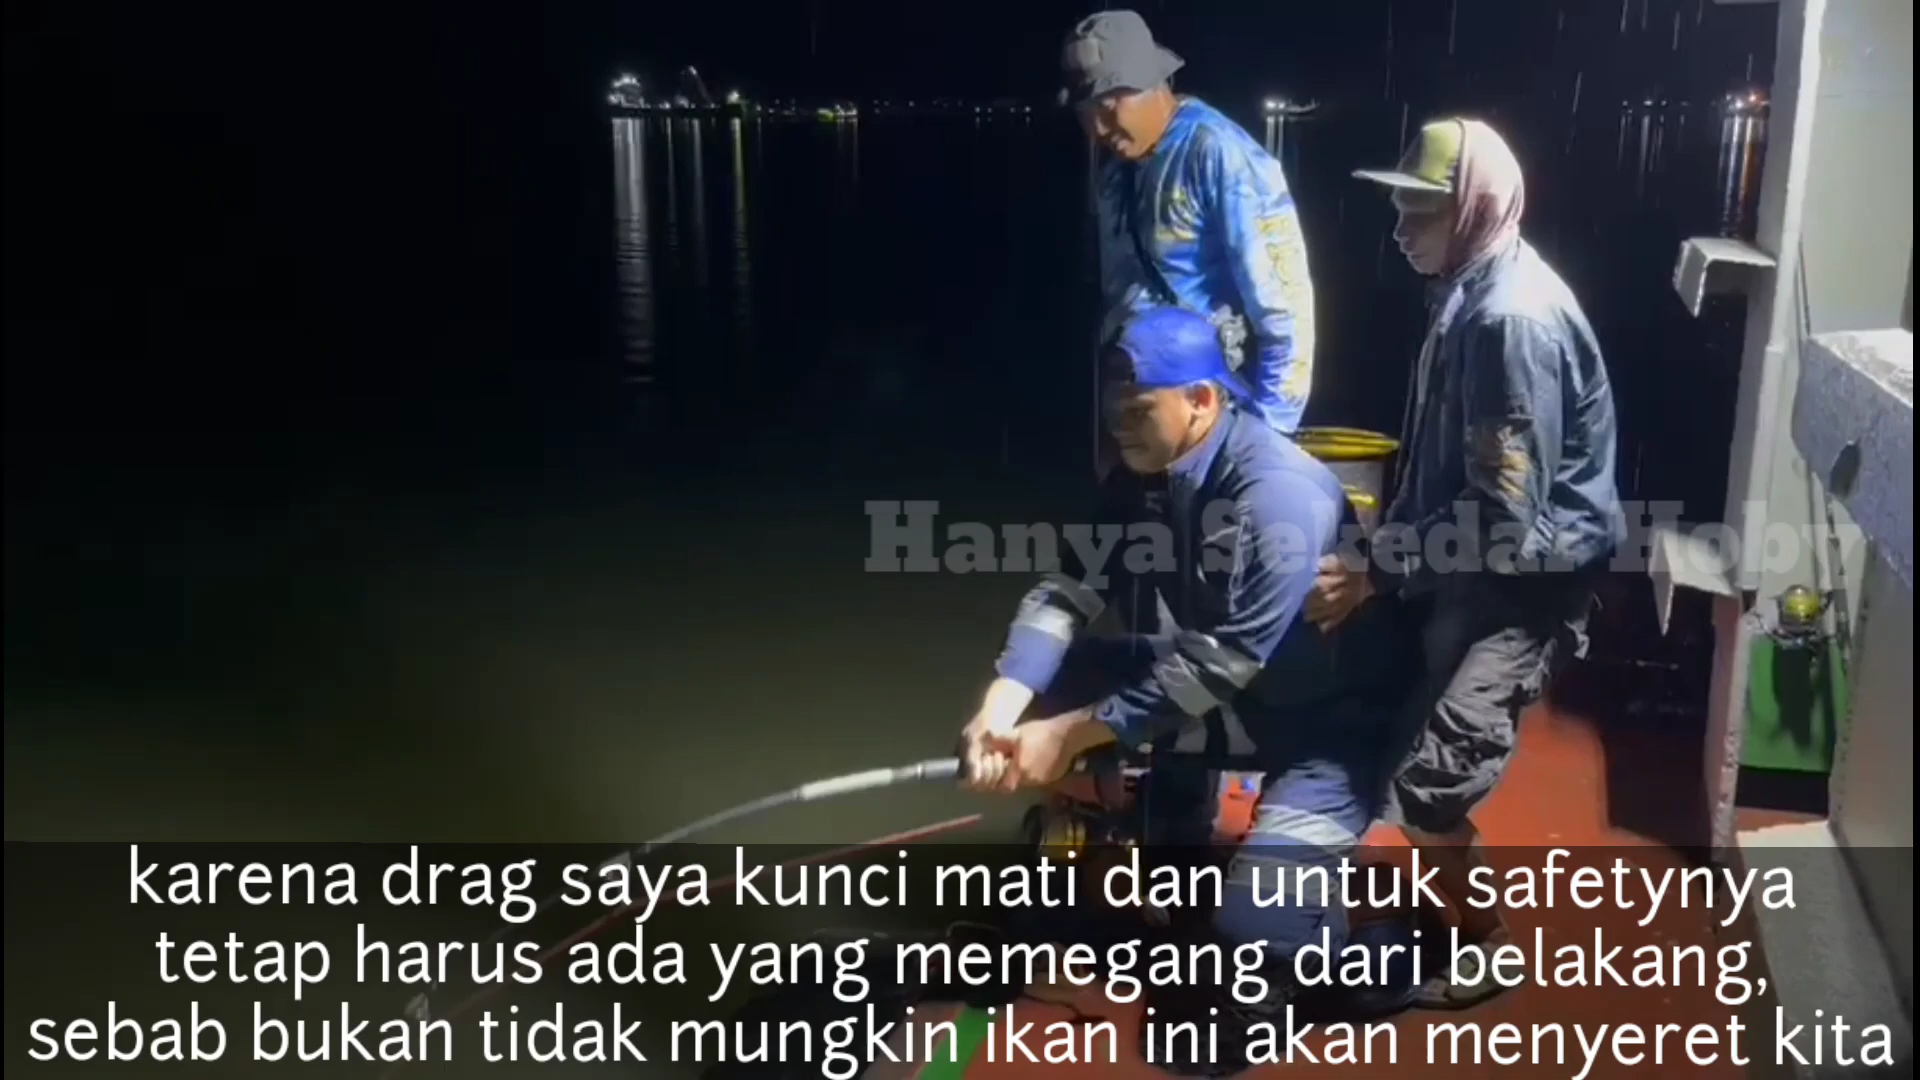 Hanya Sekedar Hoby
karena drag saya kunci mati dan untuk safetynya
tetap harus ada yang memegang dari belakang,
sebab bukan tidak mungkin ikan ini akan menyeret kita